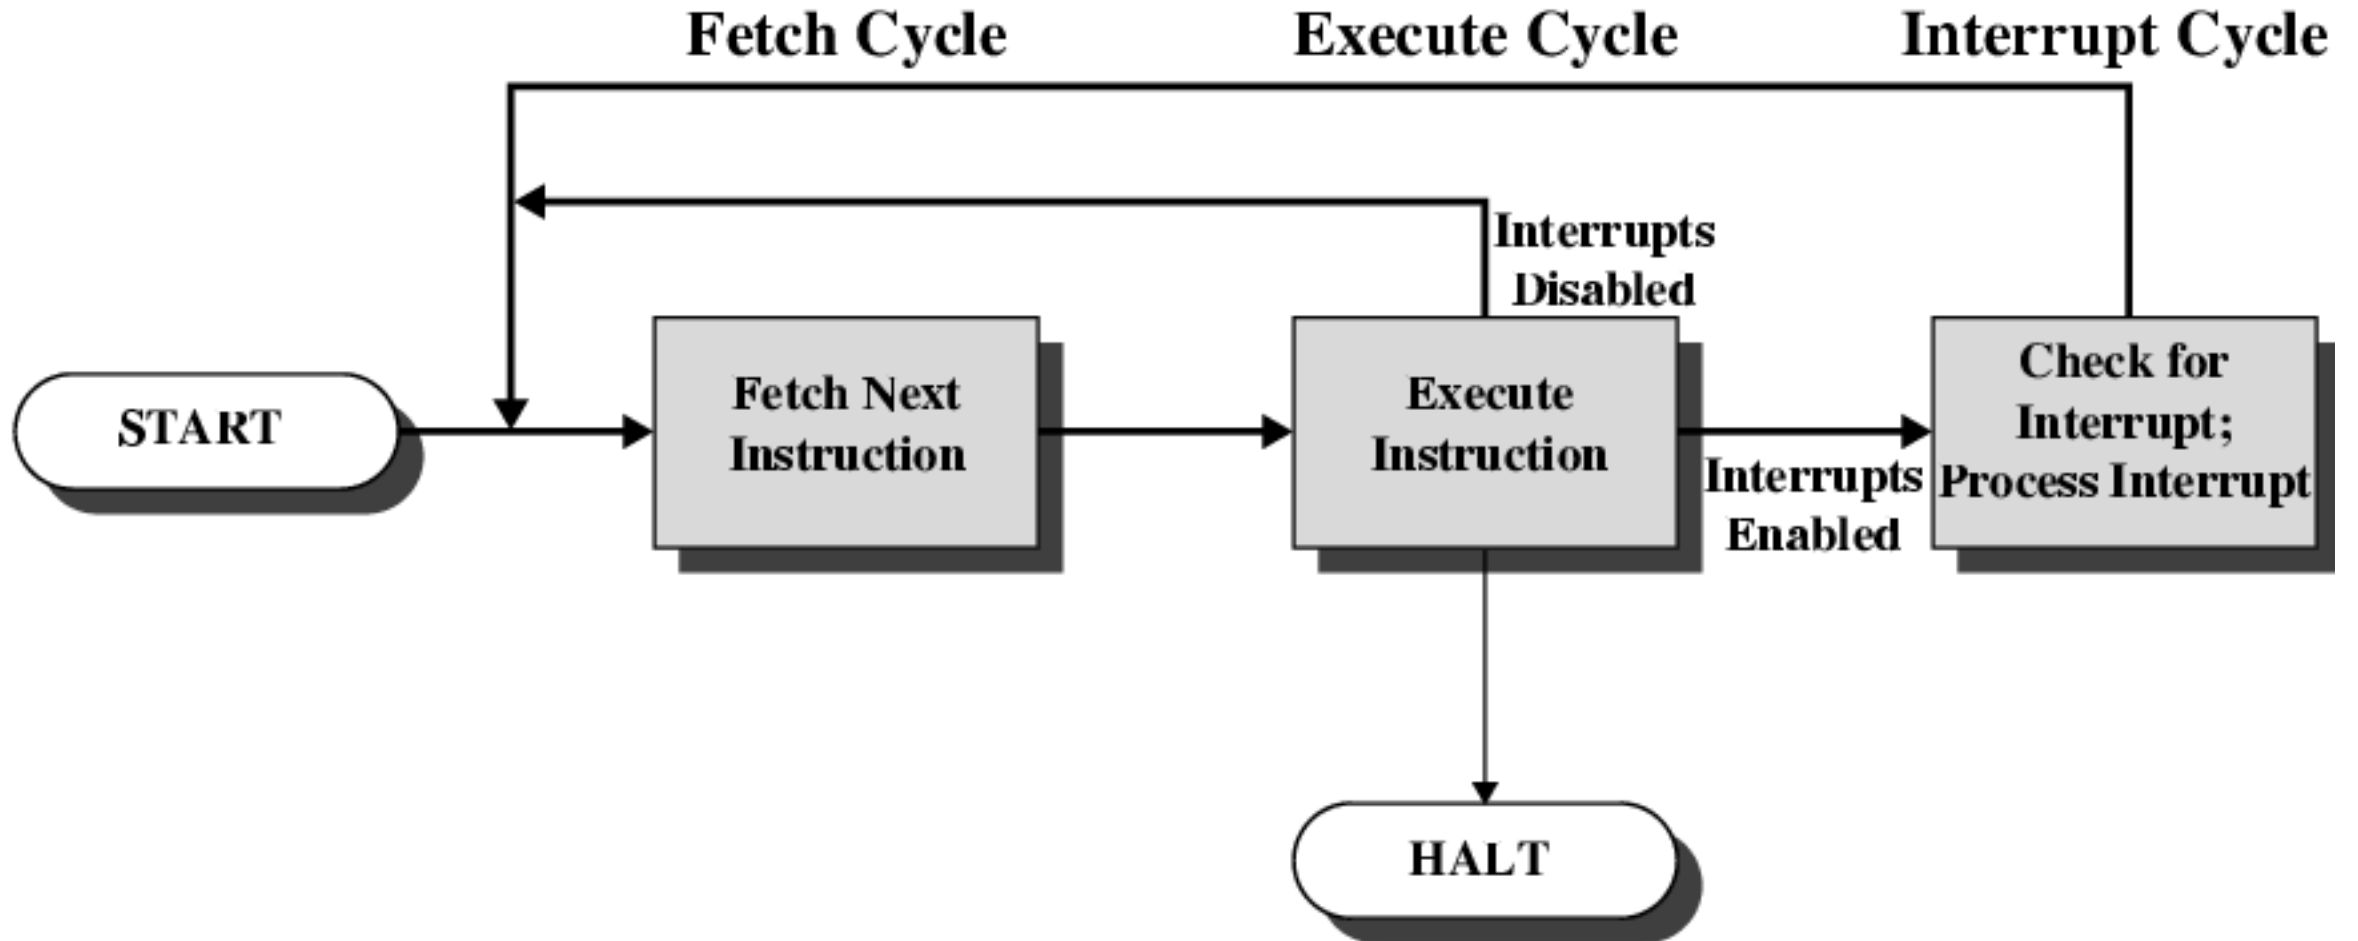 Fetch Cycle
Execute Cycle
Interrupt Cycle
Interrupts
Disabled
START
Fetch Next
Instruction
Execute
Instruction
Interrupts
Enabled
Check for
Interrupt;
Process Interrupt
HALT